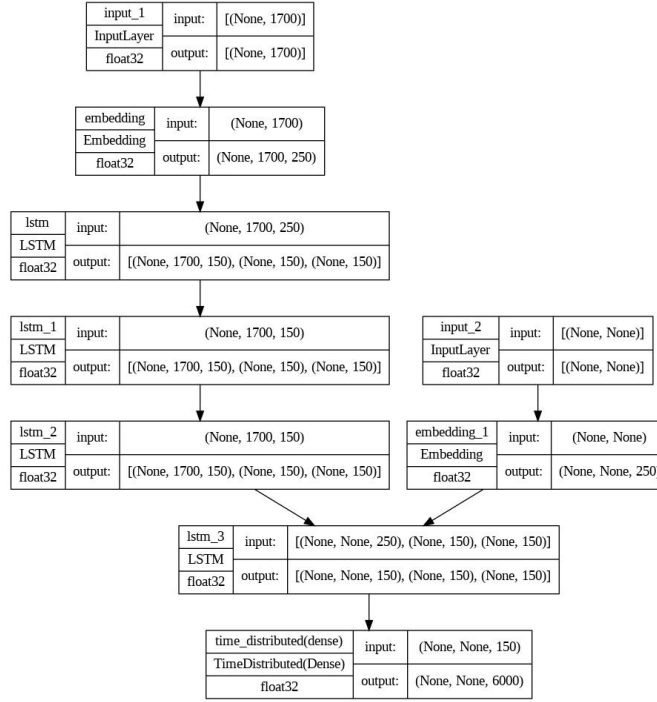 input_1 input: [(None, 1700)]
InputLayer
float32 output: [(None, 1700)]
embedding input: (None, 1700)
Embedding
float32 output: (None, 1700, 250)
lstm input: (None, 1700, 250)
LSTM
float32 output: [(None, 1700, 150), (None, 150), (None, 150)]
lstm_1 input: (None, 1700, 150)
LSTM
float32 output: [(None, 1700, 150), (None, 150), (None, 150)]
input_2 input: [(None, None)]
InputLayer
float32 output: [(None, None)]
lstm_2 input: (None, 1700, 150)
LSTM
float32 output: [(None, 1700, 150), (None, 150), (None, 150)]
embedding_1 input: (None, None)
Embedding
float32 output: (None, None, 250)
lstm_3 input: [(None, None, 250), (None, 150), (None, 150)]
LSTM
float32 output: [(None, None, 150), (None, 150), (None, 150)]
time_distributed(dense) input: (None, None, 150)
TimeDistributed(Dense)
float32 output: (None, None, 6000)